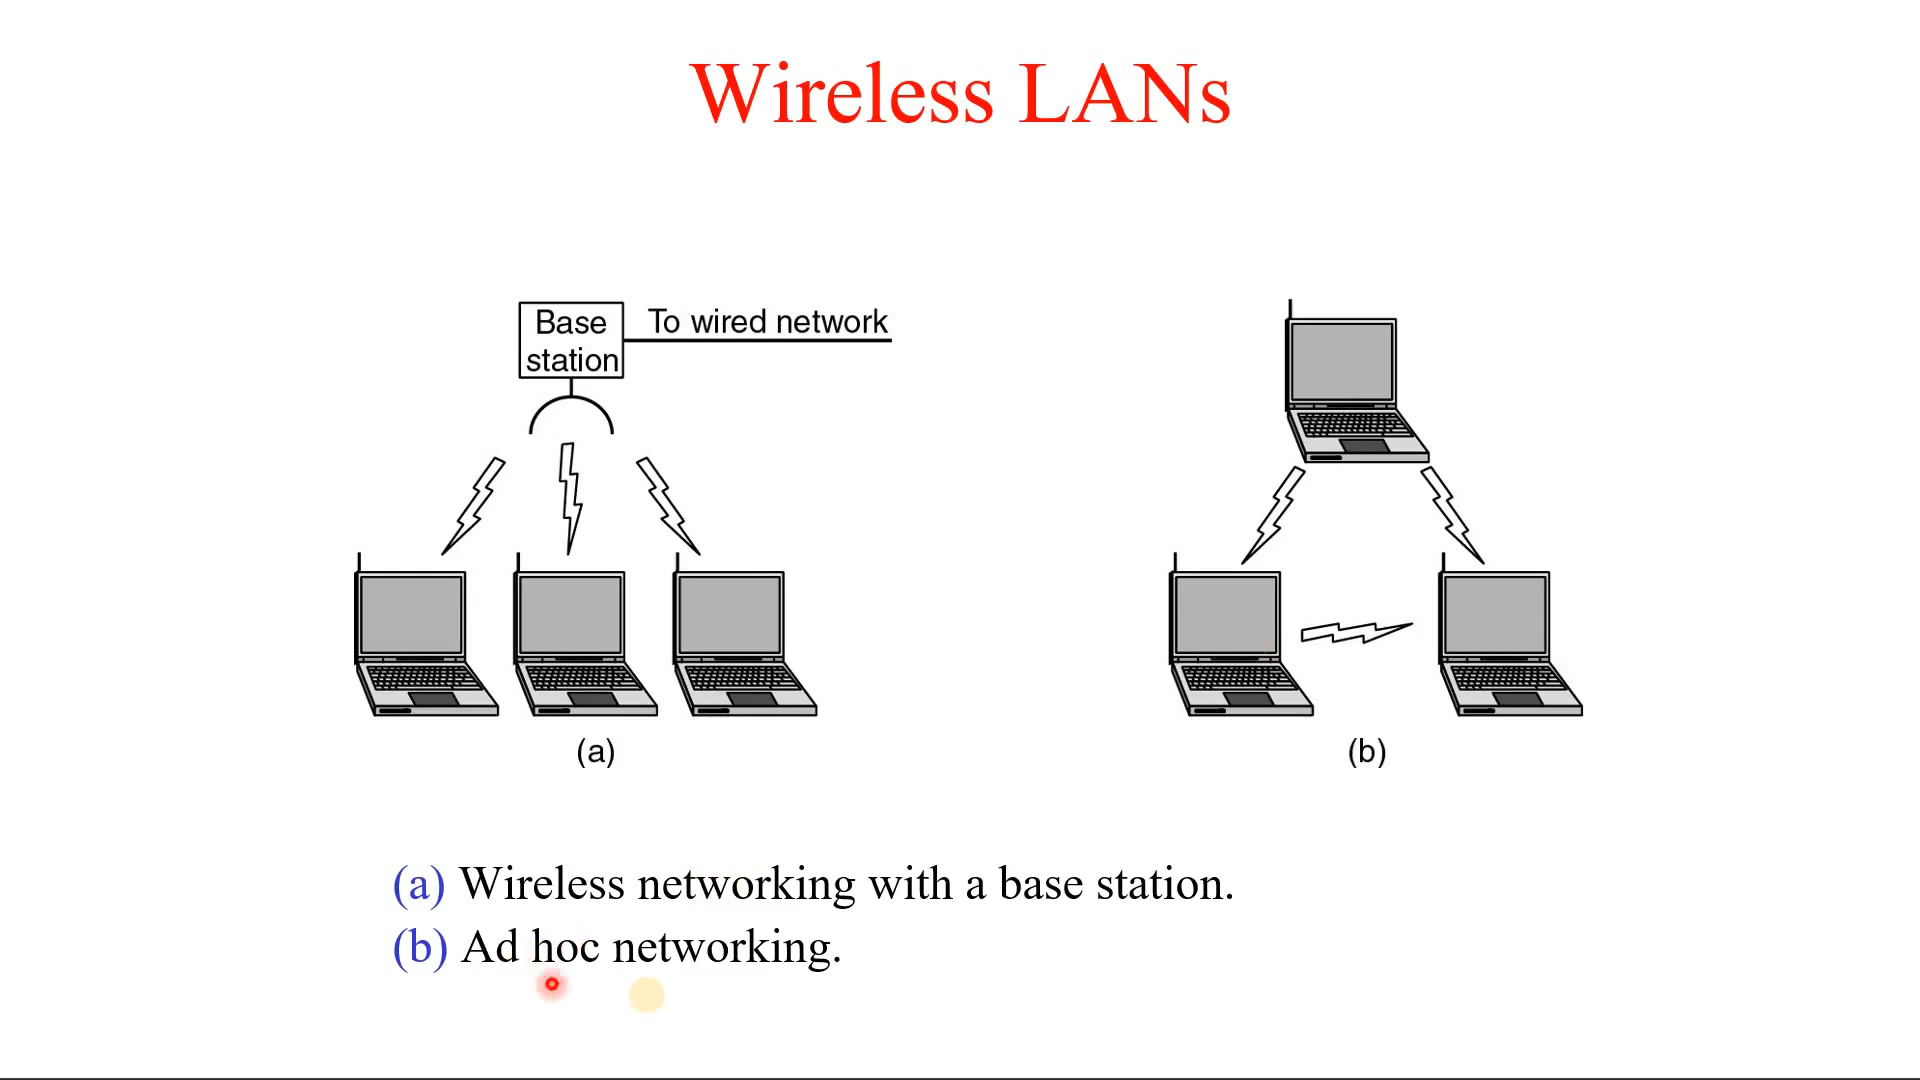 Wireless LANs
Base
station
To wired network
(a)
(b)
(a) Wireless networking with a base station.
(b) Ad hoc networking.